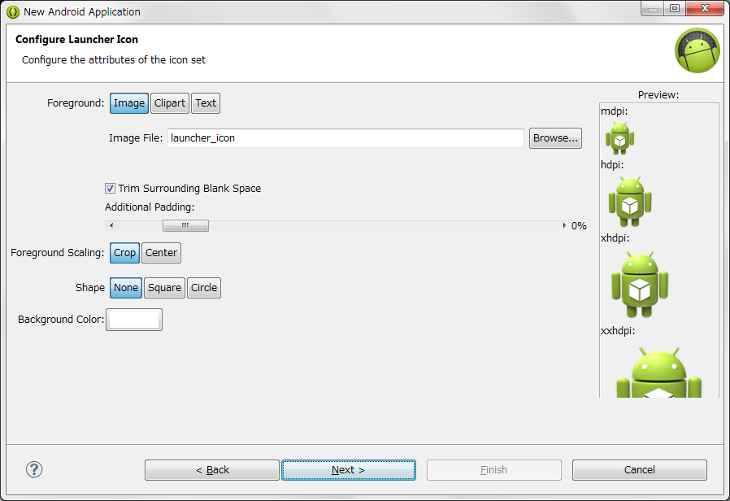 New Android Application
Configure Launcher Icon
Configure the attributes of the icon set
Foreground: Image Clipart Text
Image File: launcher_icon Browse...
Trim Surrounding Blank Space
Additional Padding:
0%
Foreground Scaling: Crop Center
Shape None Square Circle
Background Color:
Preview:
mdpi:
hdpi:
xhdpi:
xxhdpi:
< Back Next > Finish Cancel